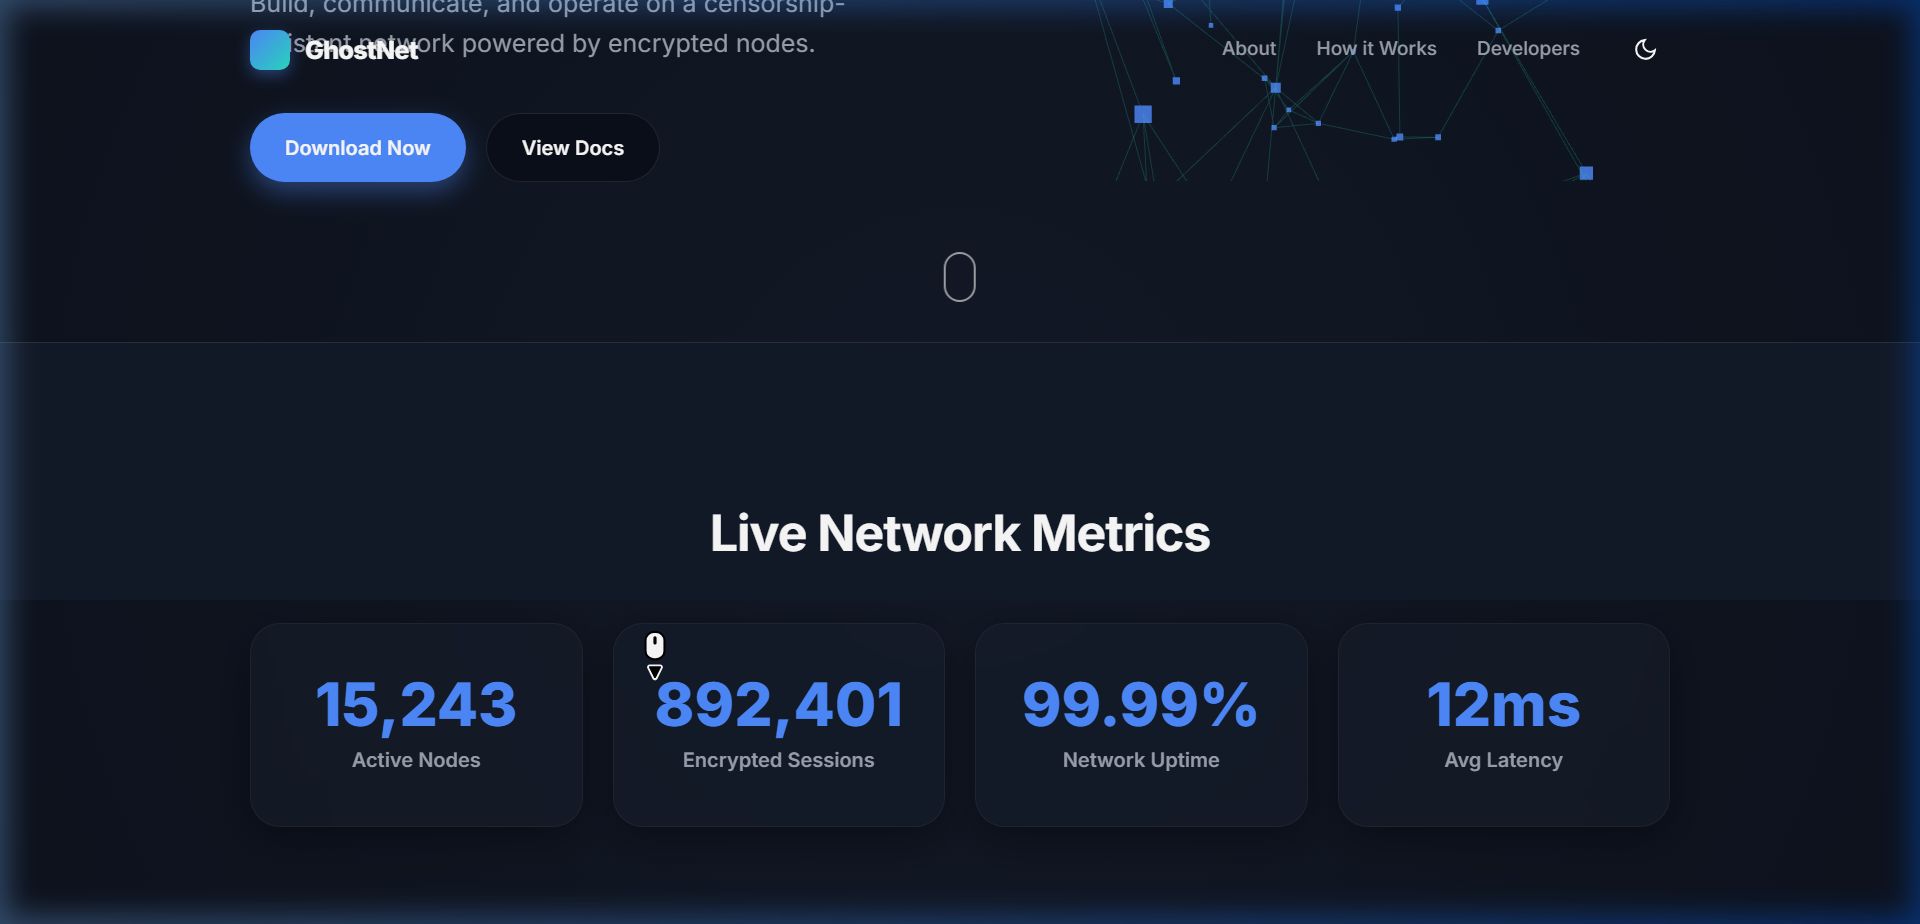 Build, communicate, and operate on a censorship-
network powered by encrypted nodes.
GhostNet
About
How it Works
Developers
Download Now
View Docs
Live Network Metrics
15,243
Active Nodes
892,401
Encrypted Sessions
99.99%
Network Uptime
12ms
Avg Latency